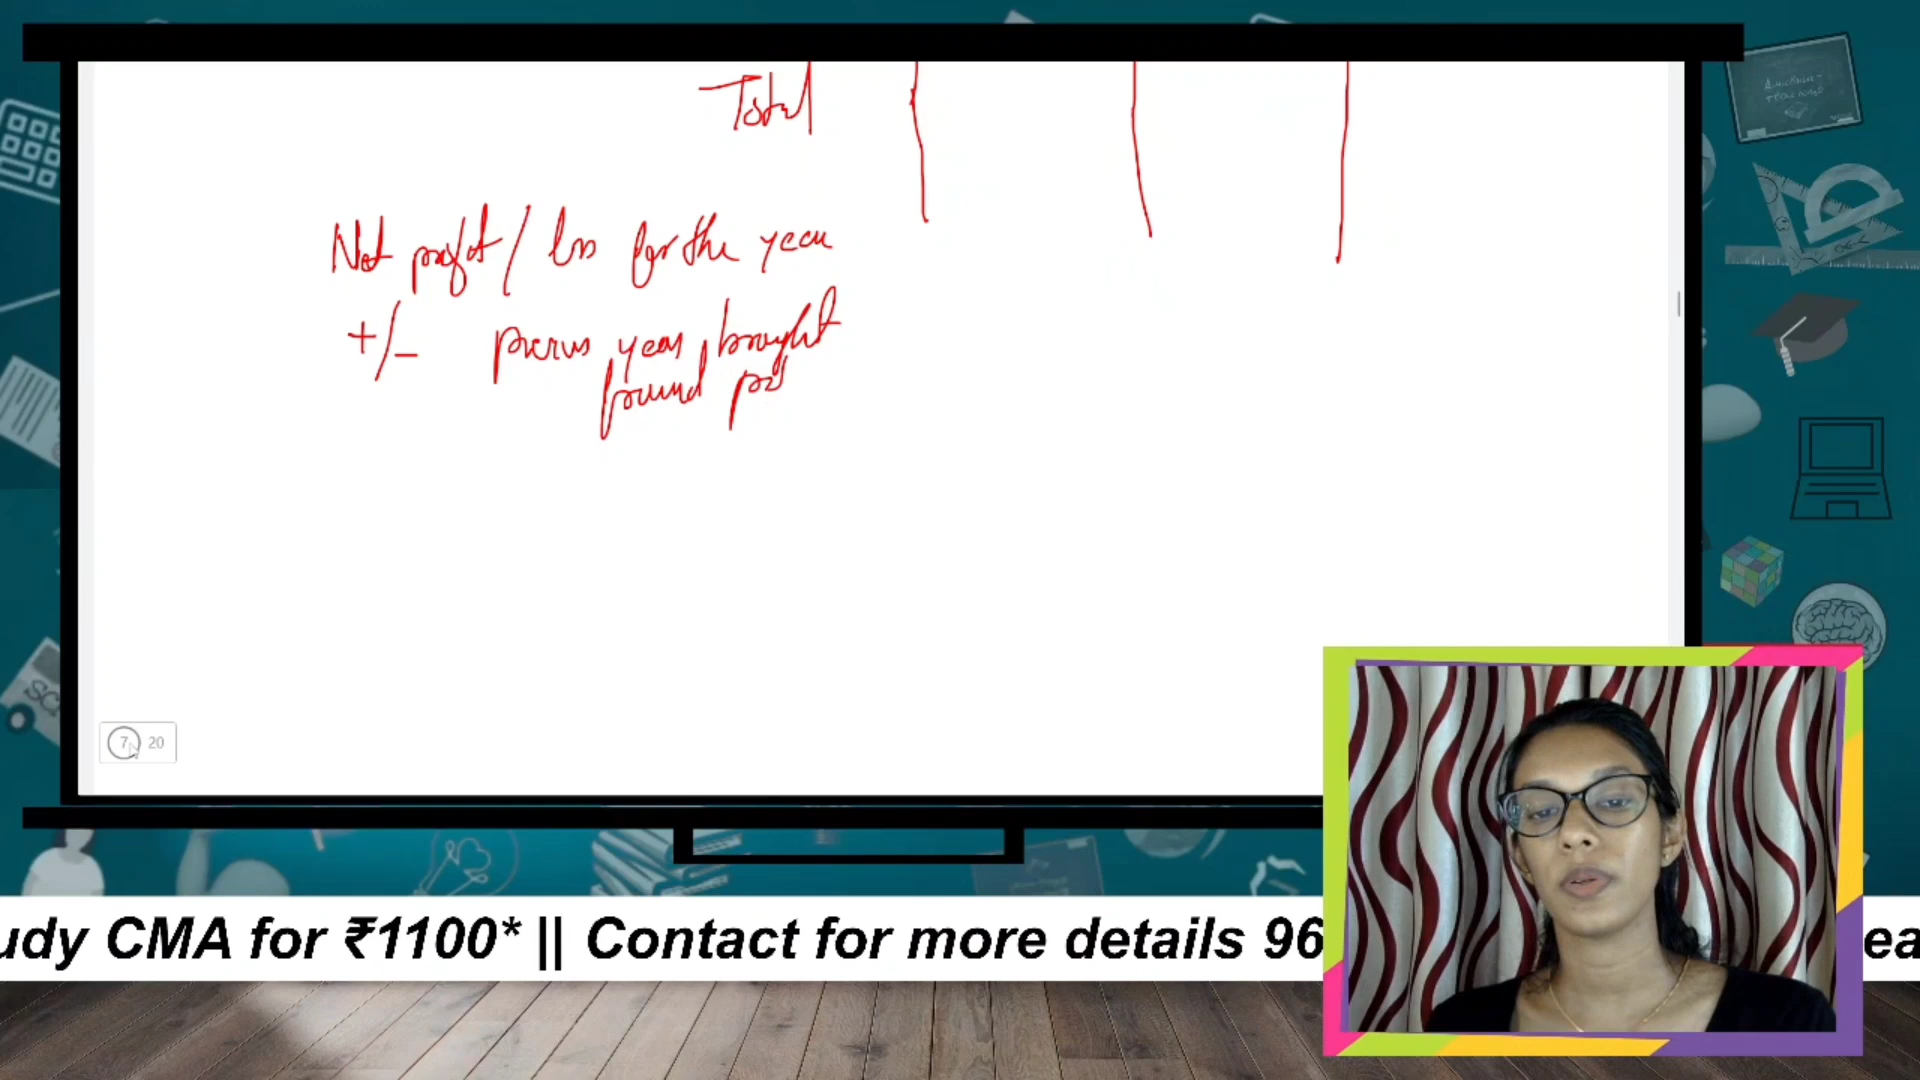 Total
Net profit / loss for the year
+/- previous year brought
forward pro
7 20
udy CMA for ₹1100* || Contact for more details 96
ea